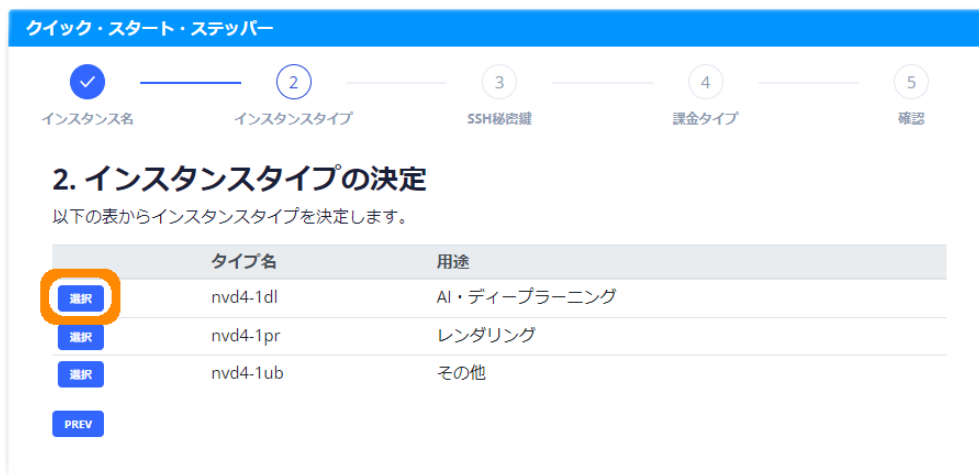 クイック・スタート・ステッパー
2 3 4 5
インスタンス名 インスタンスタイプ SSH秘密鍵 課金タイプ 確認
2. インスタンスタイプの決定
以下の表からインスタンスタイプを決定します。
タイプ名 用途
選択 nvd4-1dl AI・ディープラーニング
選択 nvd4-1pr レンダリング
選択 nvd4-1ub その他
PREV